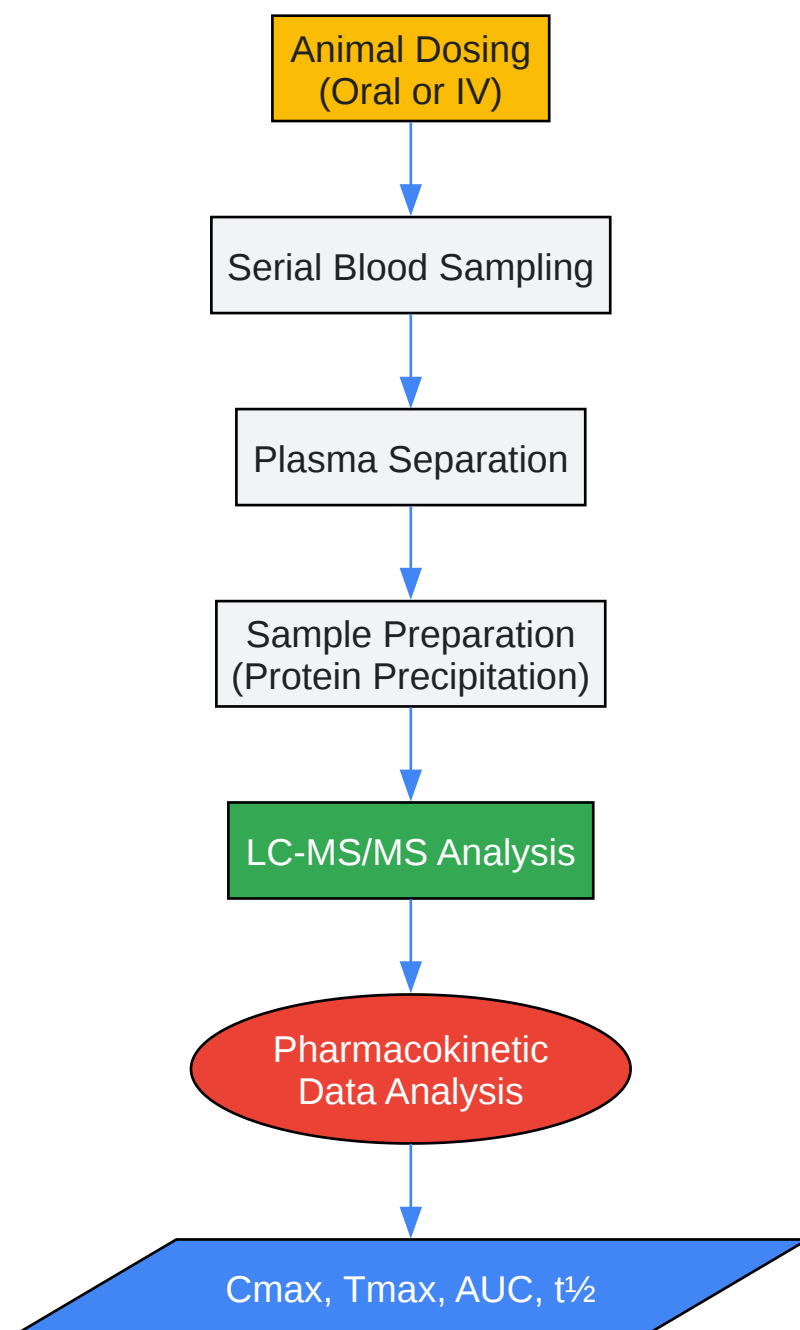 Animal Dosing
(Oral or IV)
Serial Blood Sampling
Plasma Separation
Sample Preparation
(Protein Precipitation)
LC-MS/MS Analysis
Pharmacokinetic
Data Analysis
Cmax, Tmax, AUC, t½